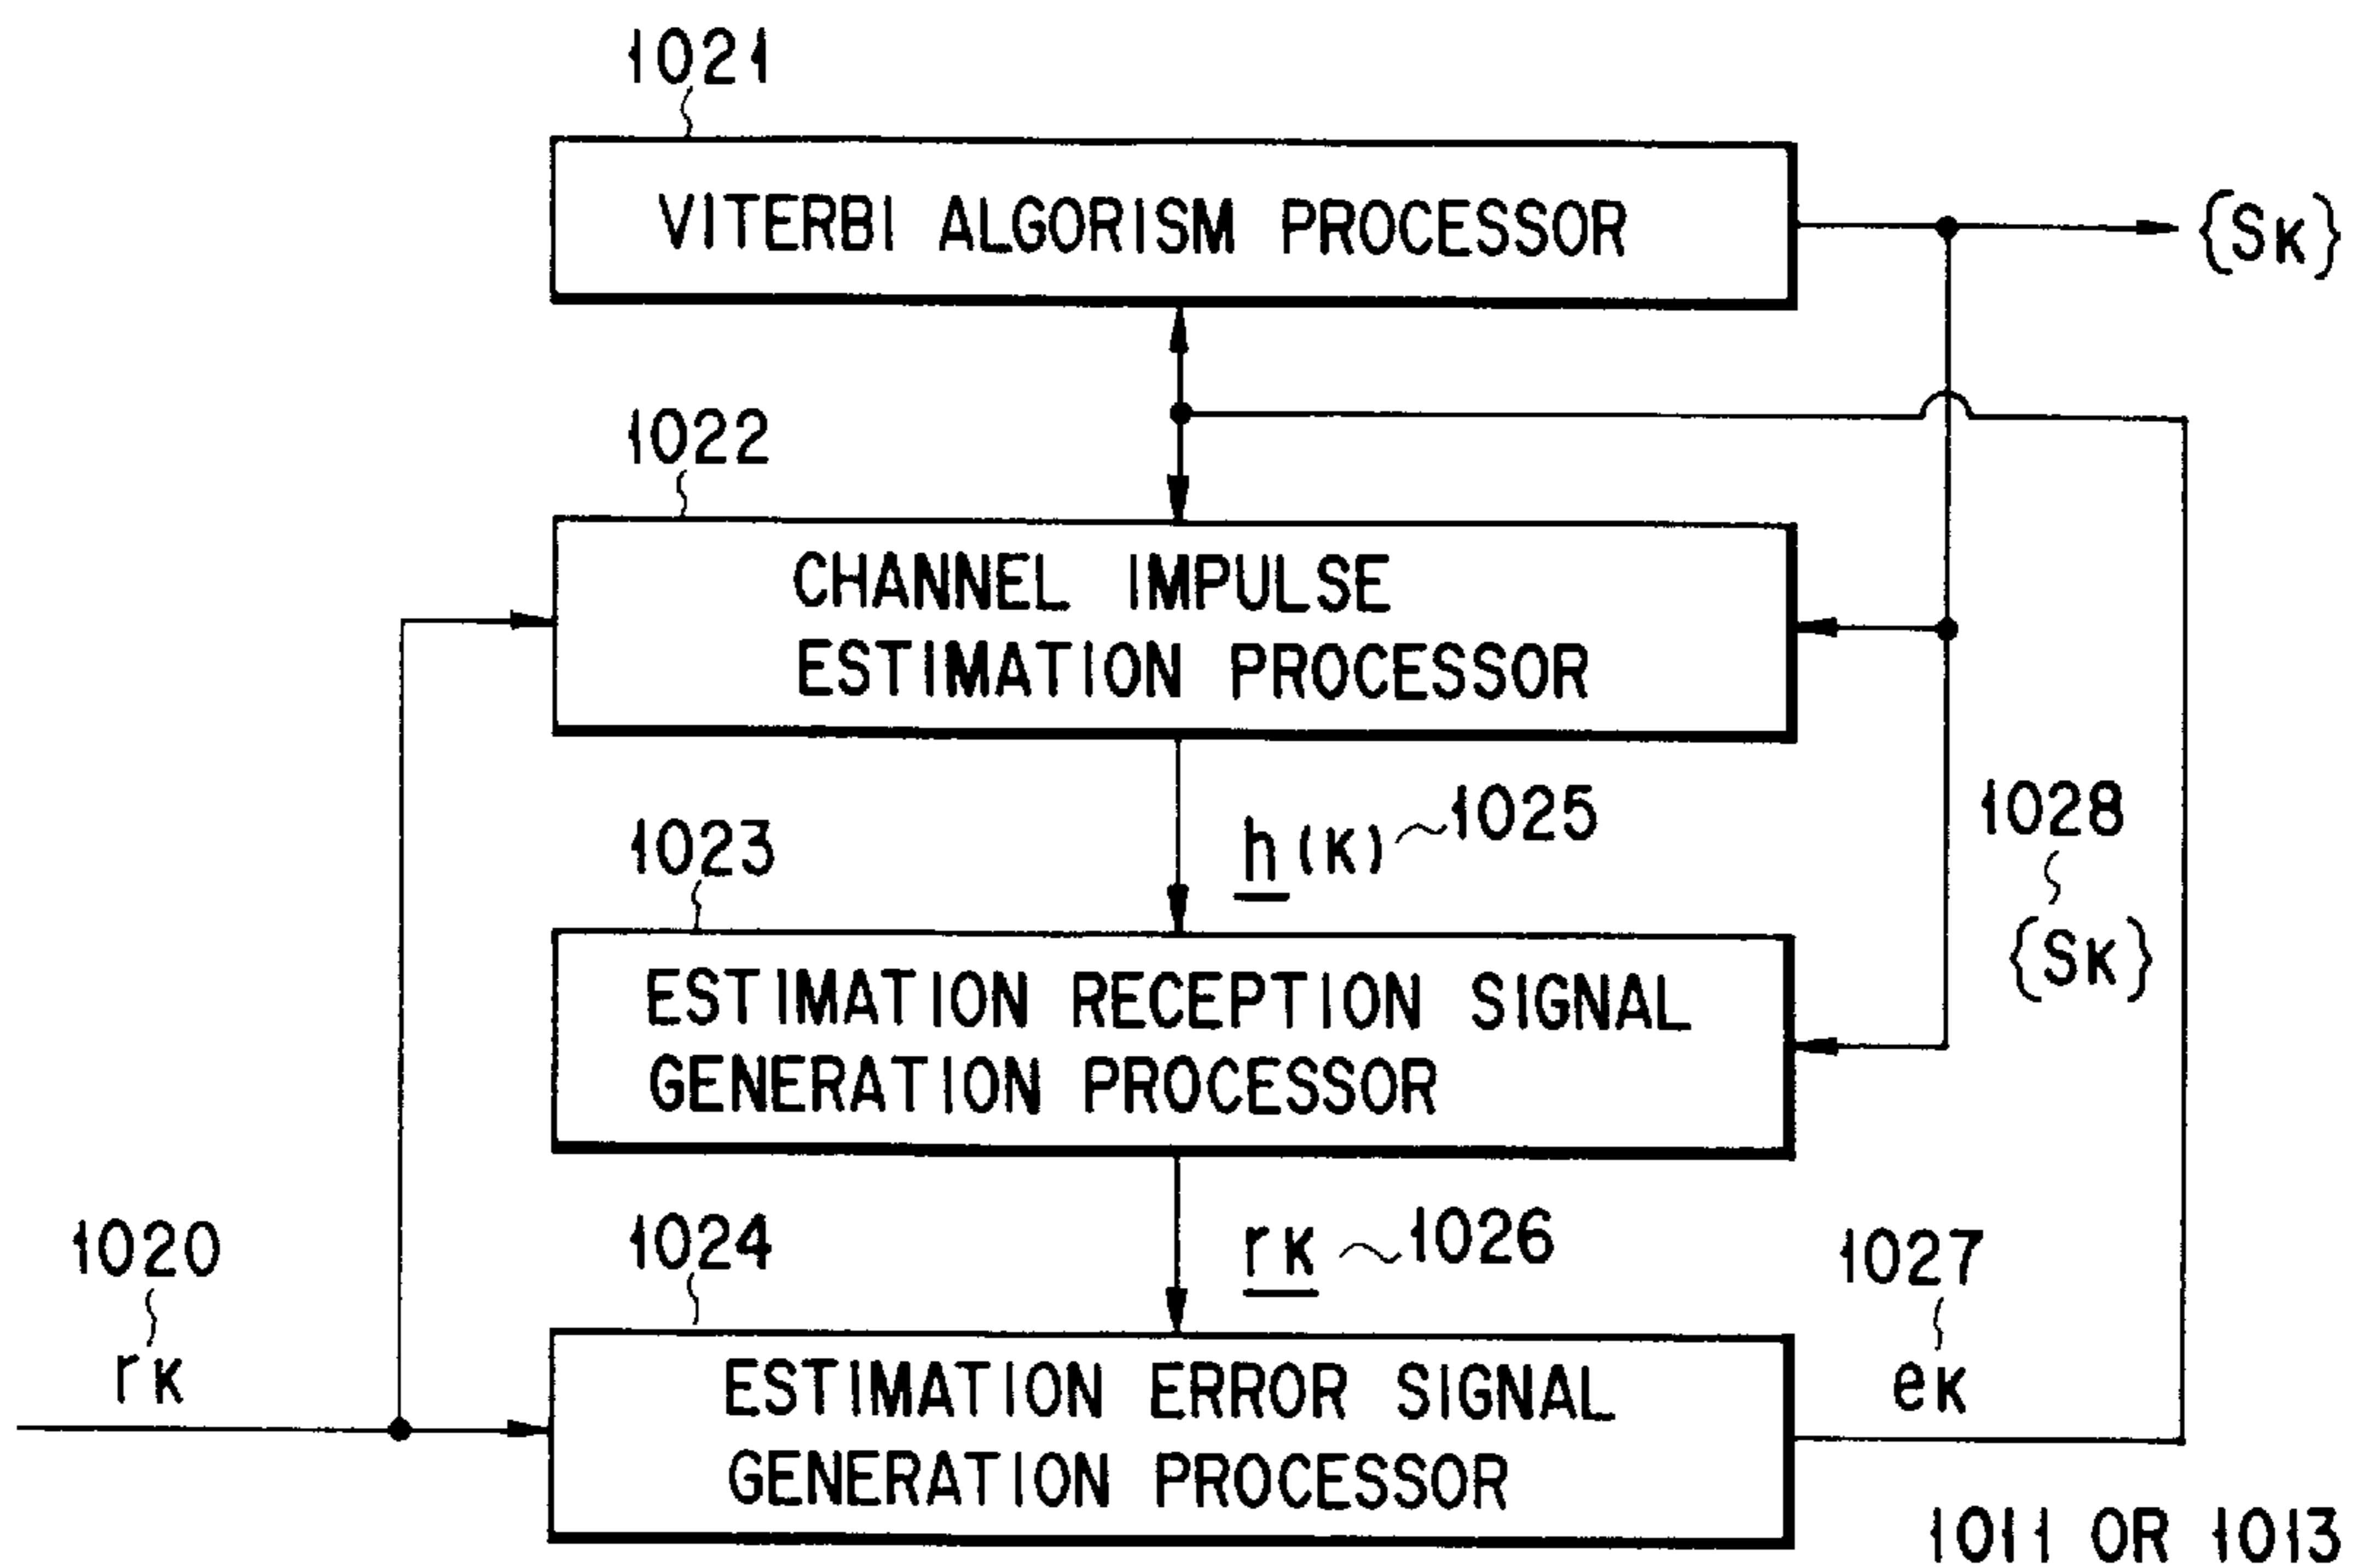 1021
VITERBI ALGORISM PROCESSOR
{SK}
1022
CHANNEL IMPULSE
ESTIMATION PROCESSOR
1023
h(K) 1025
1028
{SK}
ESTIMATION RECEPTION SIGNAL
GENERATION PROCESSOR
1020
rK
1024
rK 1026
1027
eK
ESTIMATION ERROR SIGNAL
GENERATION PROCESSOR
1011 OR 1013